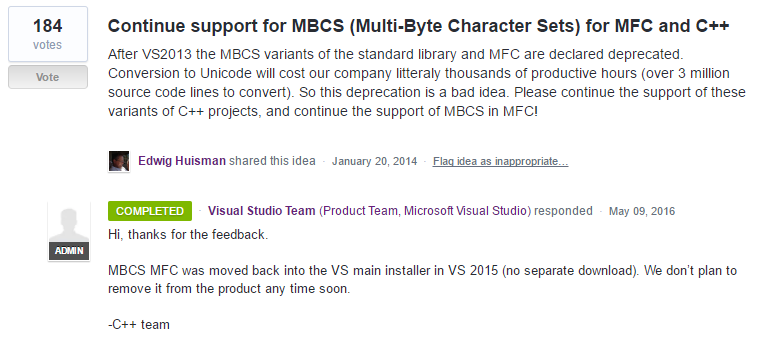 184
votes
Vote
Continue support for MBCS (Multi-Byte Character Sets) for MFC and C++
After VS2013 the MBCS variants of the standard library and MFC are declared deprecated.
Conversion to Unicode will cost our company litteraly thousands of productive hours (over 3 million
source code lines to convert). So this deprecation is a bad idea. Please continue the support of these
variants of C++ projects, and continue the support of MBCS in MFC!
Edwig Huisman shared this idea · January 20, 2014 · Flag idea as inappropriate…
ADMIN
COMPLETED · Visual Studio Team (Product Team, Microsoft Visual Studio) responded · May 09, 2016
Hi, thanks for the feedback.
MBCS MFC was moved back into the VS main installer in VS 2015 (no separate download). We don't plan to
remove it from the product any time soon.
-C++ team